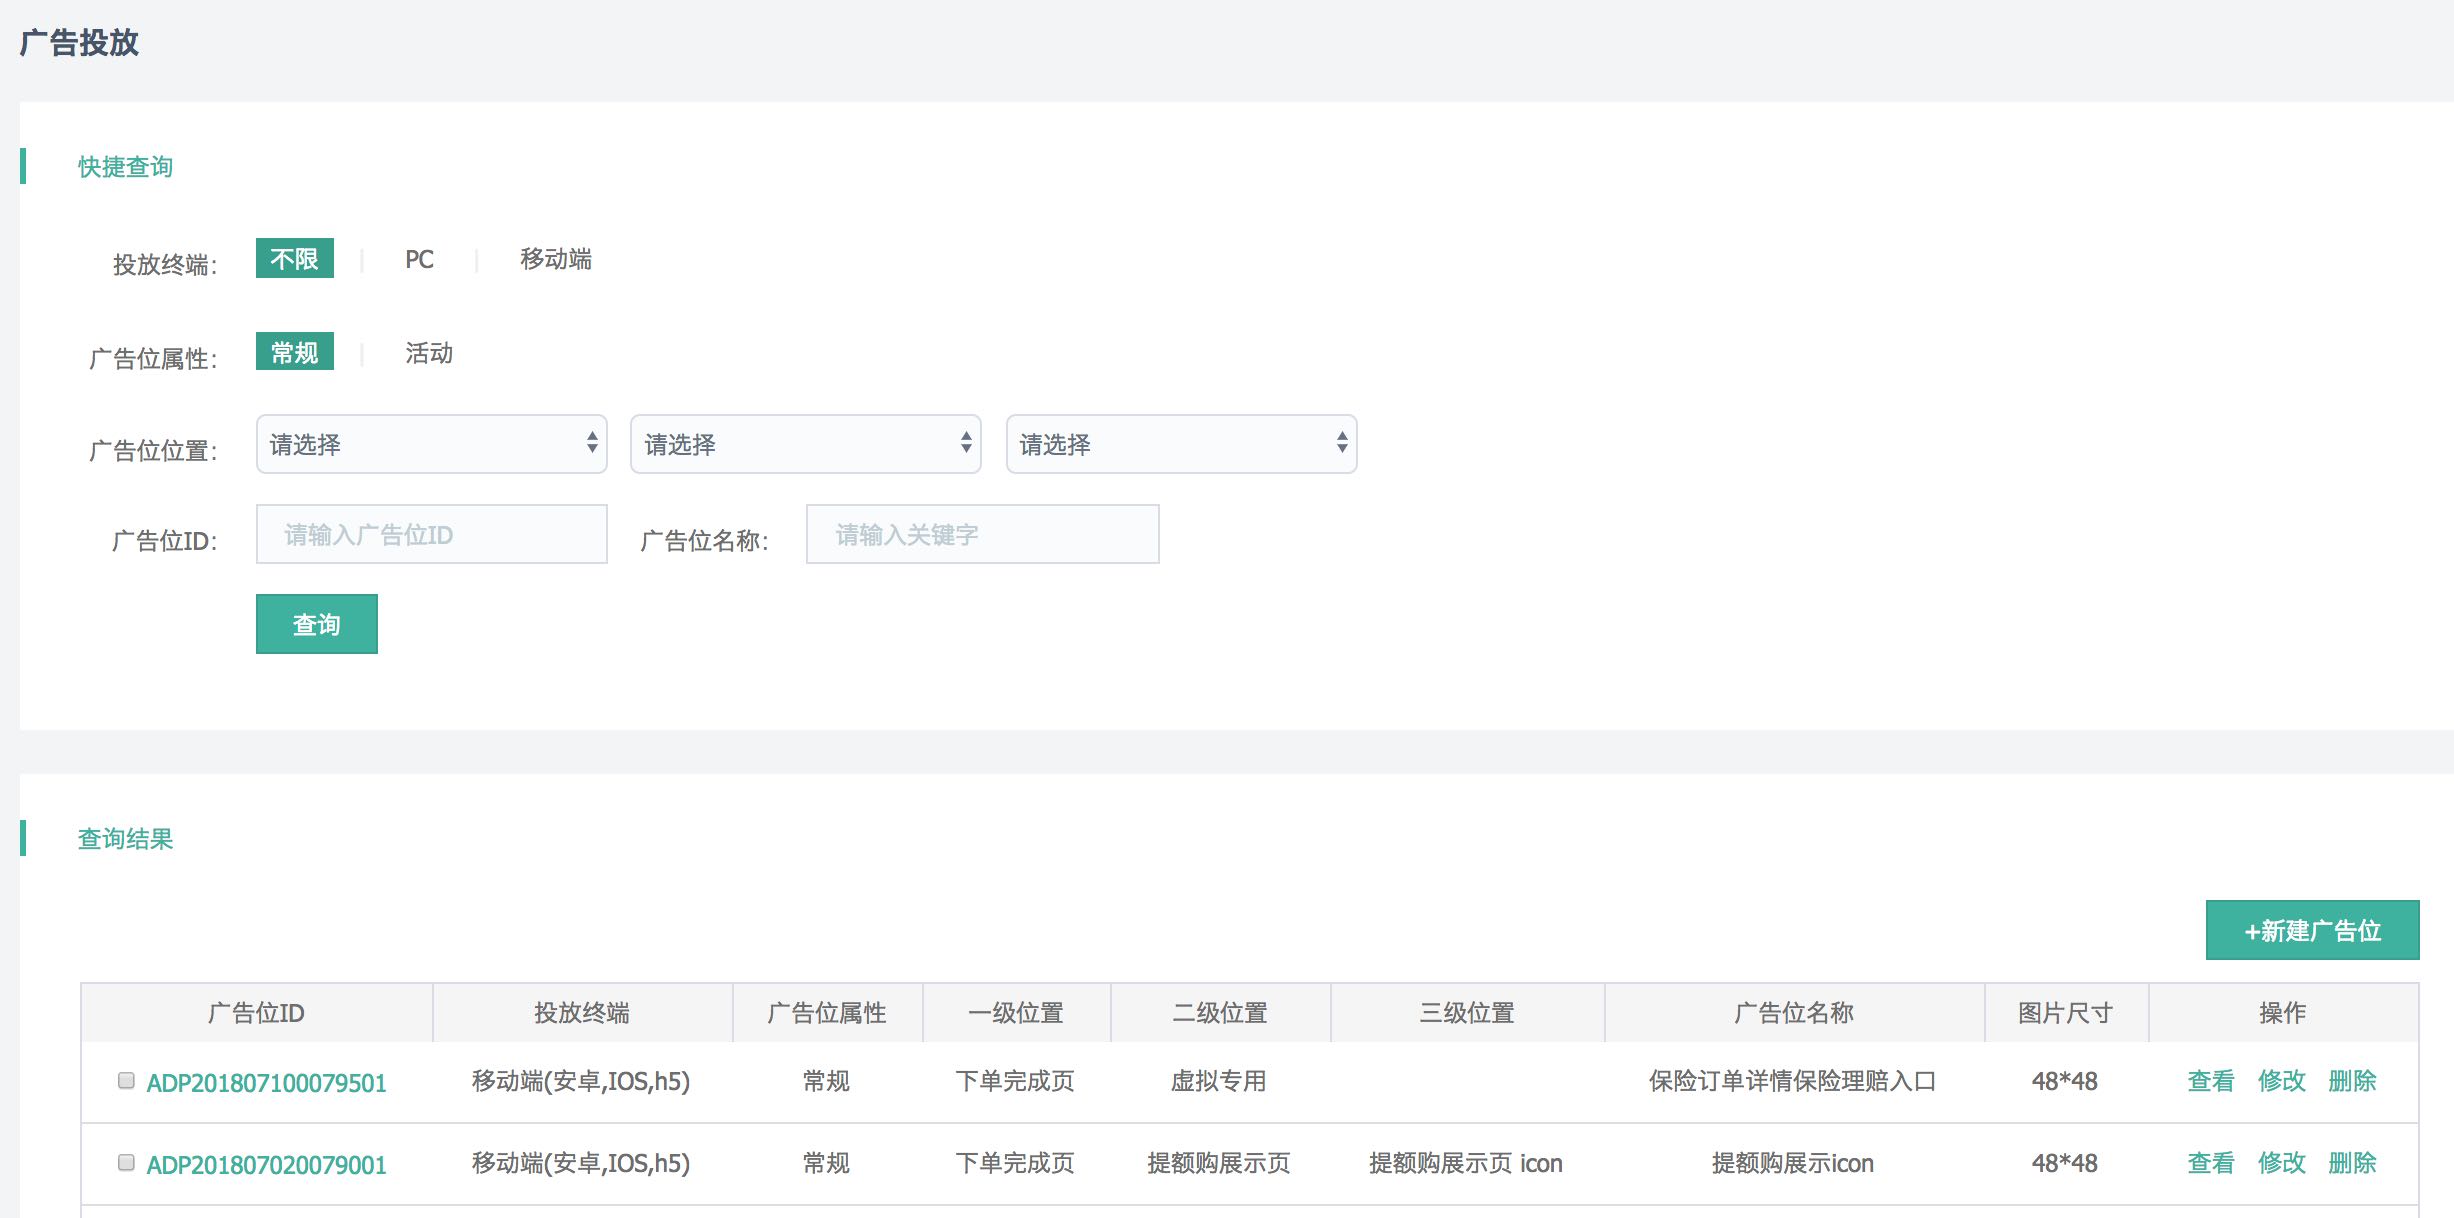 广告投放
快捷查询
投放终端: 不限 | PC | 移动端
广告位属性: 常规 | 活动
广告位位置: 请选择 请选择 请选择
广告位ID: 请输入广告位ID 广告位名称: 请输入关键字
查询
查询结果
+新建广告位
广告位ID 投放终端 广告位属性 一级位置 二级位置 三级位置 广告位名称 图片尺寸 操作
ADP201807100079501 移动端(安卓,IOS,h5) 常规 下单完成页 虚拟专用 保险订单详情保险理赔入口 48*48 查看 修改 删除
ADP201807020079001 移动端(安卓,IOS,h5) 常规 下单完成页 提额购展示页 提额购展示页 icon 提额购展示icon 48*48 查看 修改 删除